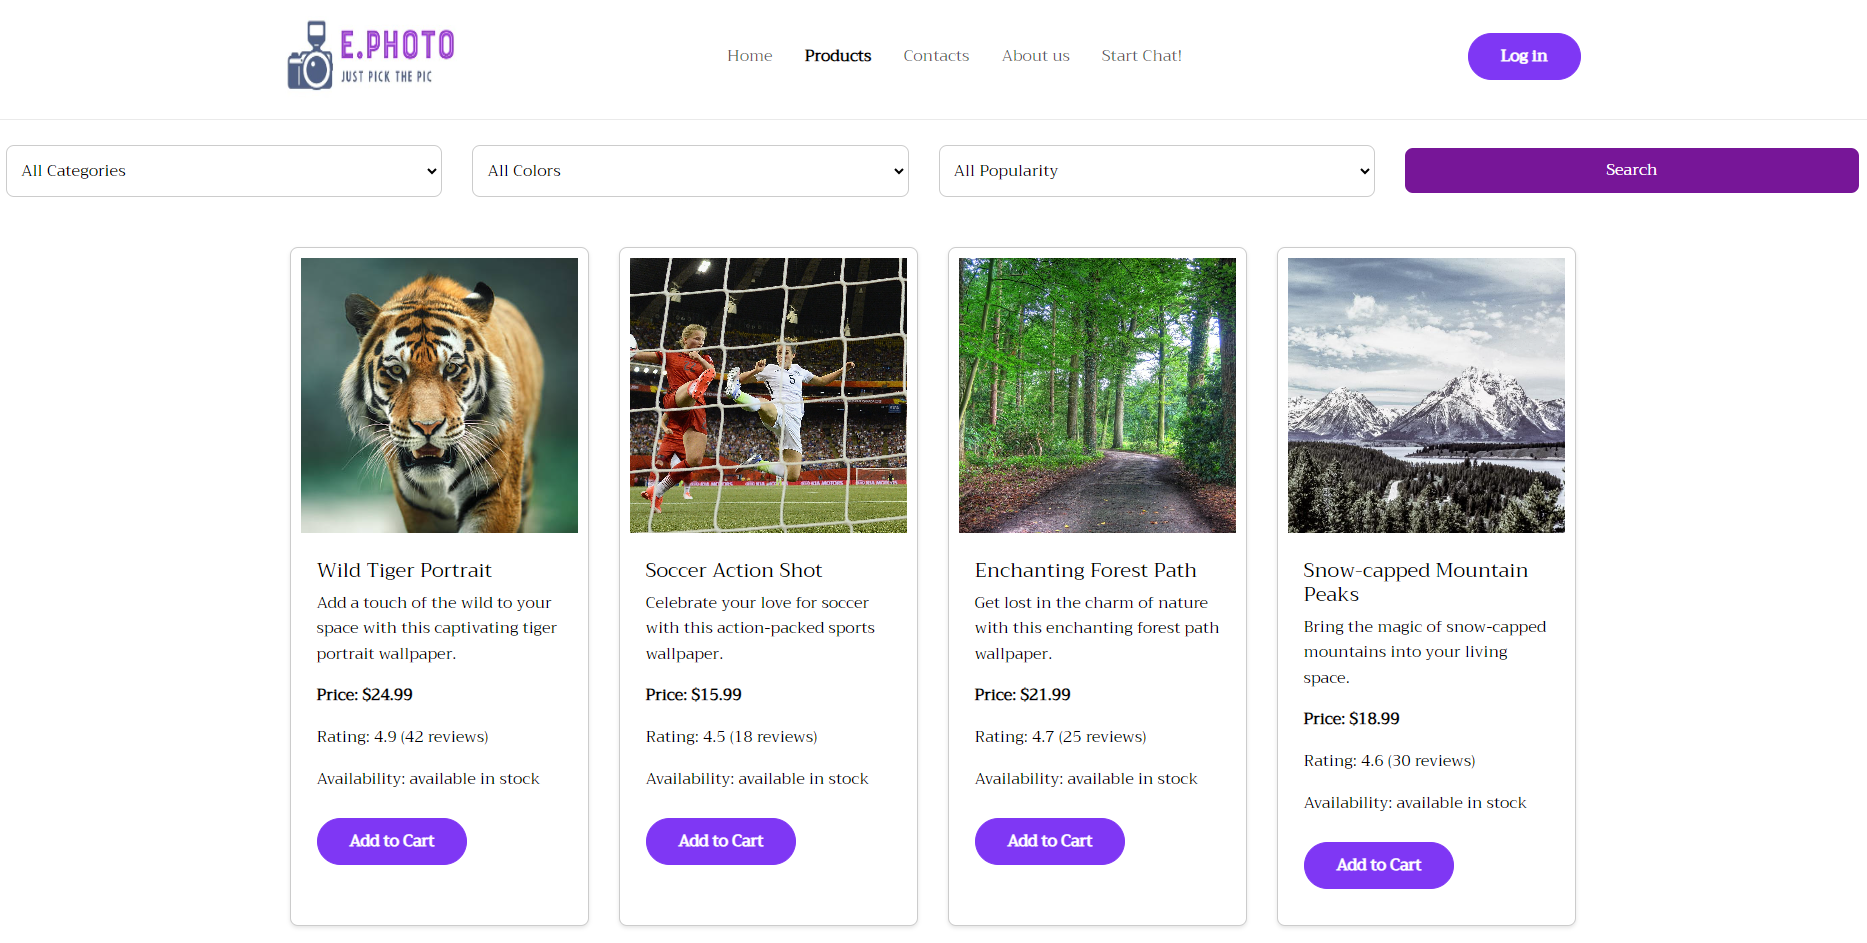 E.PHOTO
JUST PICK THE PIC
Home
Products
Contacts
About us
Start Chat!
Log in
All Categories
All Colors
All Popularity
Search
Wild Tiger Portrait
Add a touch of the wild to your
space with this captivating tiger
portrait wallpaper.
Price: $24.99
Rating: 4.9 (42 reviews)
Availability: available in stock
Add to Cart
5
Soccer Action Shot
Celebrate your love for soccer
with this action-packed sports
wallpaper.
Price: $15.99
Rating: 4.5 (18 reviews)
Availability: available in stock
Add to Cart
Enchanting Forest Path
Get lost in the charm of nature
with this enchanting forest path
wallpaper.
Price: $21.99
Rating: 4.7 (25 reviews)
Availability: available in stock
Add to Cart
Snow-capped Mountain
Peaks
Bring the magic of snow-capped
mountains into your living
space.
Price: $18.99
Rating: 4.6 (30 reviews)
Availability: available in stock
Add to Cart